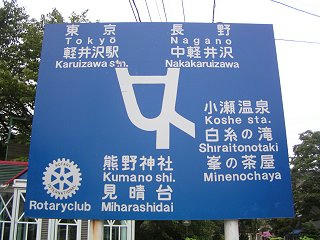 東京
Tokyo
軽井沢駅
Karuizawa stn.
長野
Nagano
中軽井沢
Nakakaruizawa
小瀬温泉
Koshe sta.
白糸の滝
Shiraitonotaki
峯の茶屋
Minenochaya
熊野神社
Kumano shi.
見晴台
Miharashidai
Rotaryclub